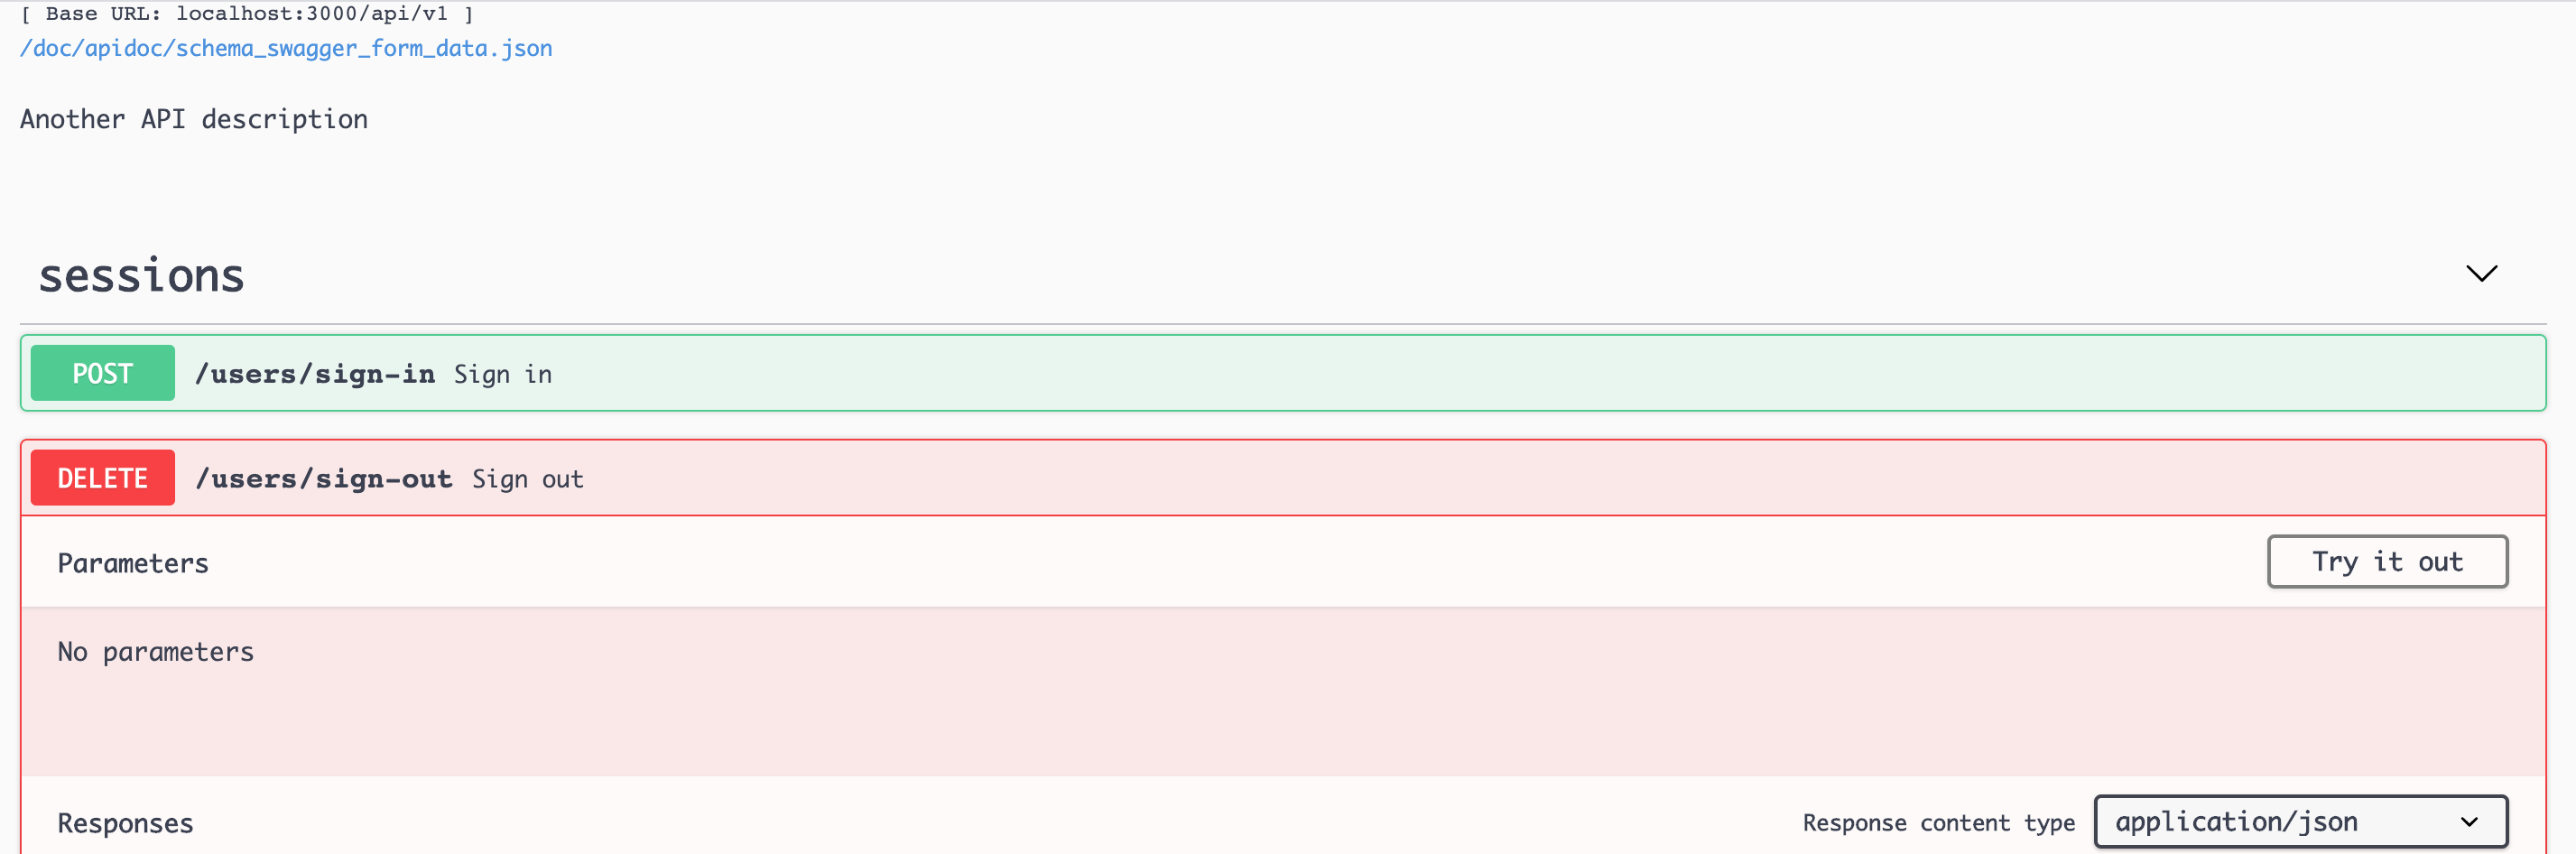 [ Base URL: localhost:3000/api/v1 ]
/doc/apidoc/schema_swagger_form_data.json
Another API description
sessions
POST /users/sign-in Sign in
DELETE /users/sign-out Sign out
Parameters Try it out
No parameters
Responses Response content type application/json